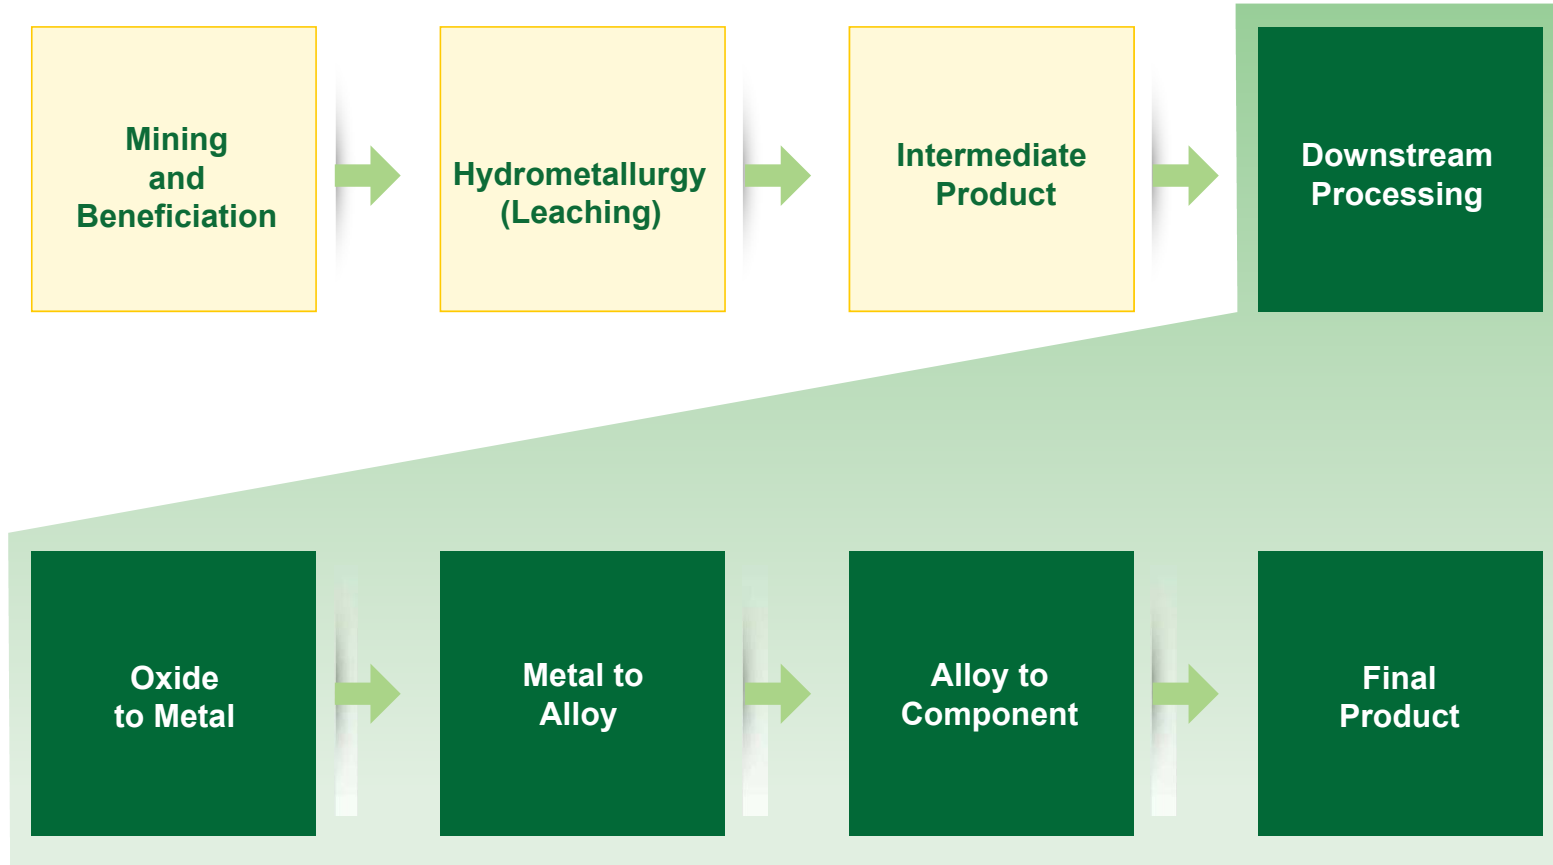 Mining
and
Beneficiation
Hydrometallurgy
(Leaching)
Intermediate
Product
Downstream
Processing
Oxide
to Metal
Metal to
Alloy
Alloy to
Component
Final
Product